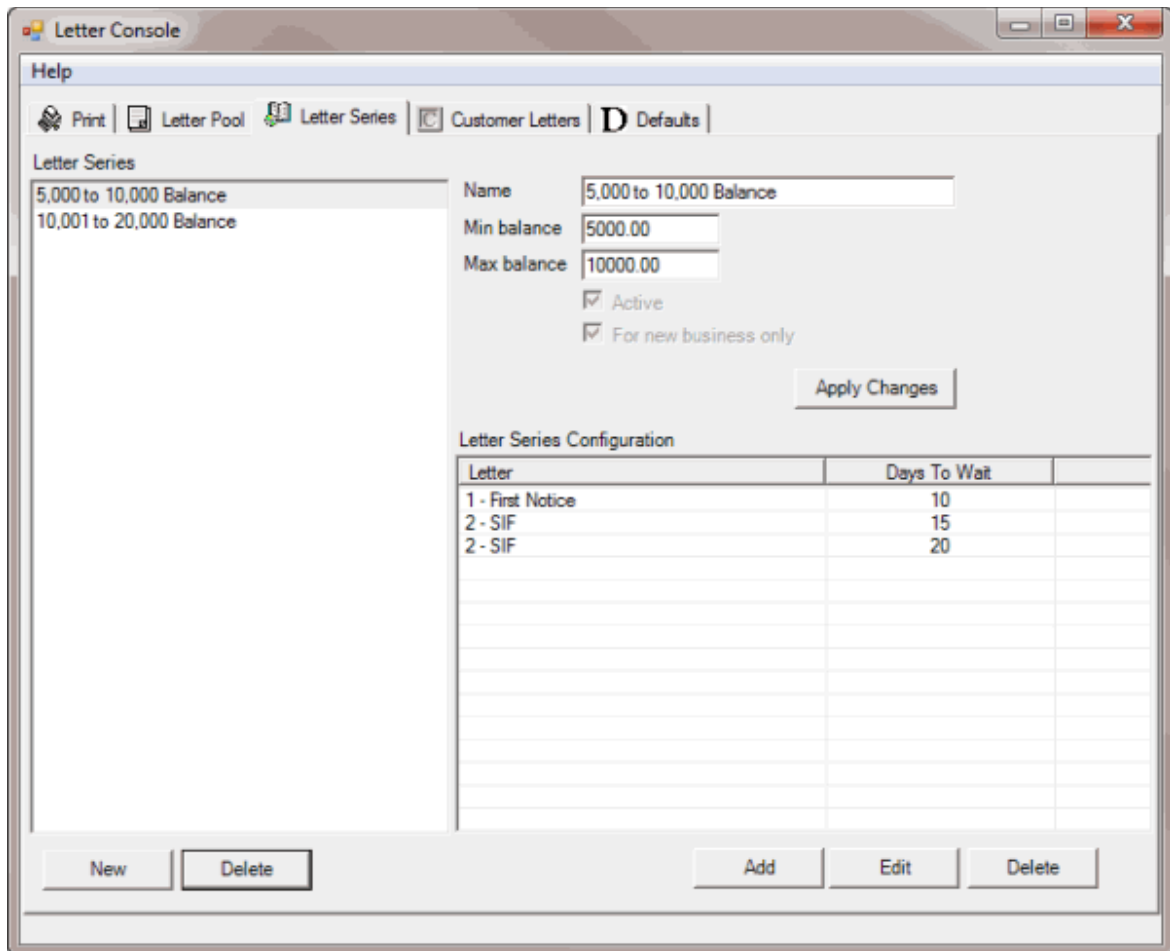 Letter Console
Help
Print Letter Pool Letter Series C Customer Letters D Defaults
Letter Series
5,000 to 10,000 Balance
10,001 to 20,000 Balance
Name 5,000 to 10,000 Balance
Min balance 5000.00
Max balance 10000.00
Active
For new business only
Apply Changes
Letter Series Configuration
Letter Days To Wait
1 - First Notice 10
2 - SIF 15
2 - SIF 20
New Delete Add Edit Delete